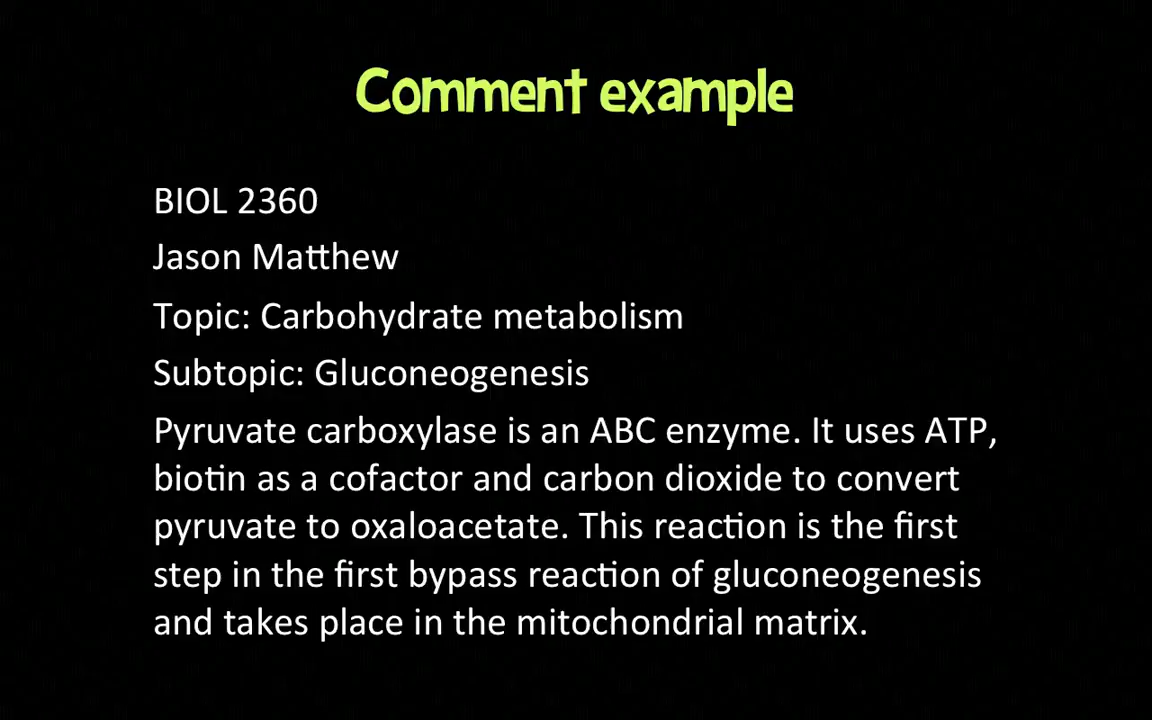 Comment example
BIOL 2360
Jason Matthew
Topic: Carbohydrate metabolism
Subtopic: Gluconeogenesis
Pyruvate carboxylase is an ABC enzyme. It uses ATP,
biotin as a cofactor and carbon dioxide to convert
pyruvate to oxaloacetate. This reaction is the first
step in the first bypass reaction of gluconeogenesis
and takes place in the mitochondrial matrix.